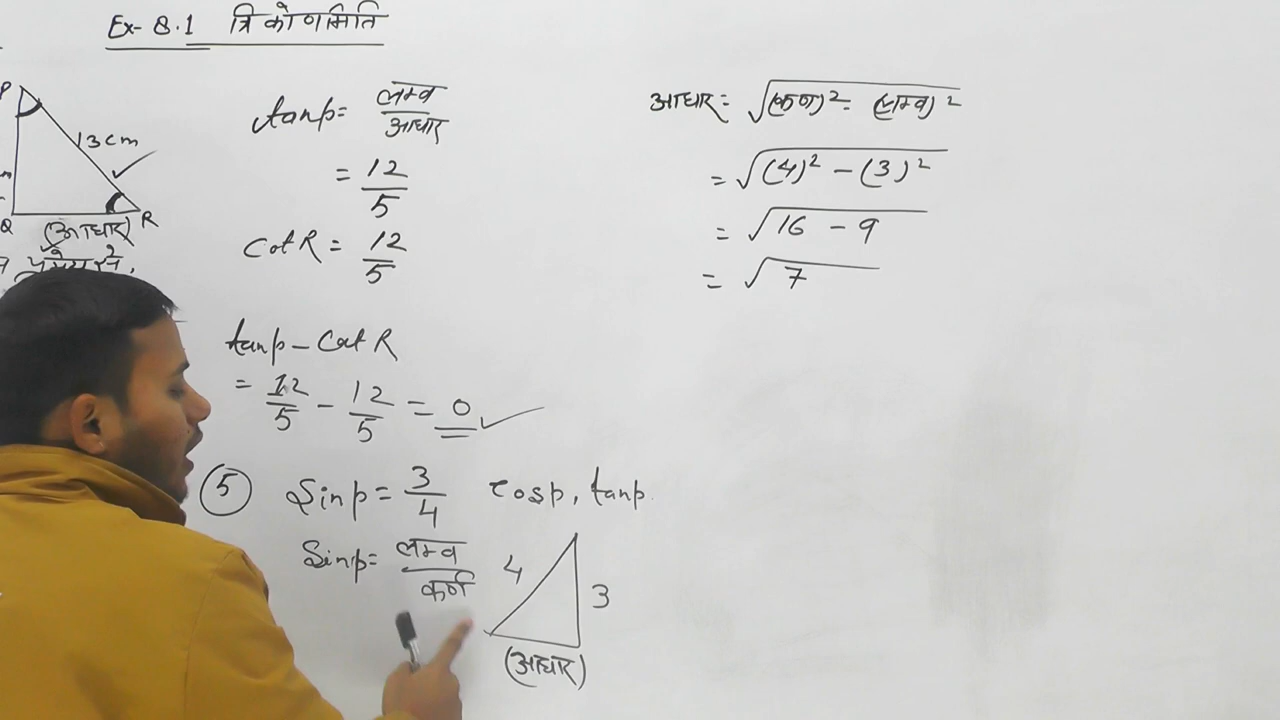 Ex- 8.1 त्रिकोणमिति
P
13cm
Q (आधार) R
tanp = लम्ब / आधार
= 12/5
Cot R = 12/5
tanp - Cot R
= 12/5 - 12/5 = 0
5 Sinp = 3/4 cosp, tanp.
Sinp = लम्ब / कर्ण
4
3
(आधार)
आधार = √(कर्ण)² - (लम्ब)²
= √(4)² - (3)²
= √16 - 9
= √7